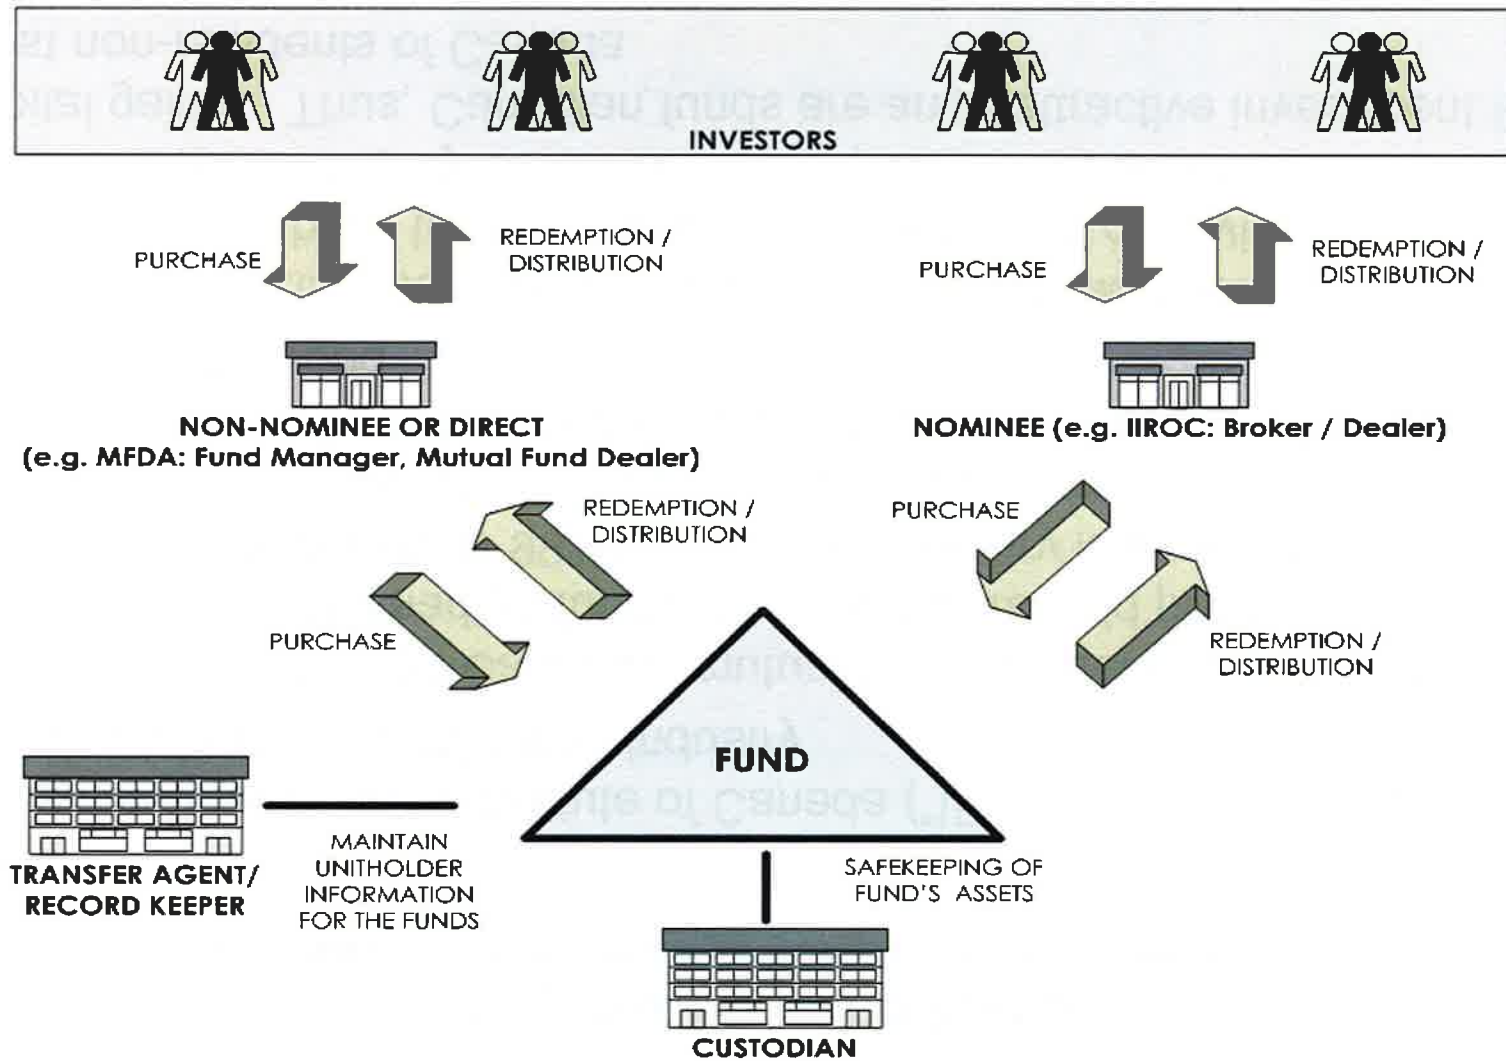 INVESTORS
PURCHASE
REDEMPTION /
DISTRIBUTION
PURCHASE
REDEMPTION /
DISTRIBUTION
NON-NOMINEE OR DIRECT
(e.g. MFDA: Fund Manager, Mutual Fund Dealer)
NOMINEE (e.g. IIROC: Broker / Dealer)
REDEMPTION /
DISTRIBUTION
PURCHASE
PURCHASE
REDEMPTION /
DISTRIBUTION
FUND
TRANSFER AGENT/
RECORD KEEPER
MAINTAIN
UNITHOLDER
INFORMATION
FOR THE FUNDS
SAFEKEEPING OF
FUND'S ASSETS
CUSTODIAN